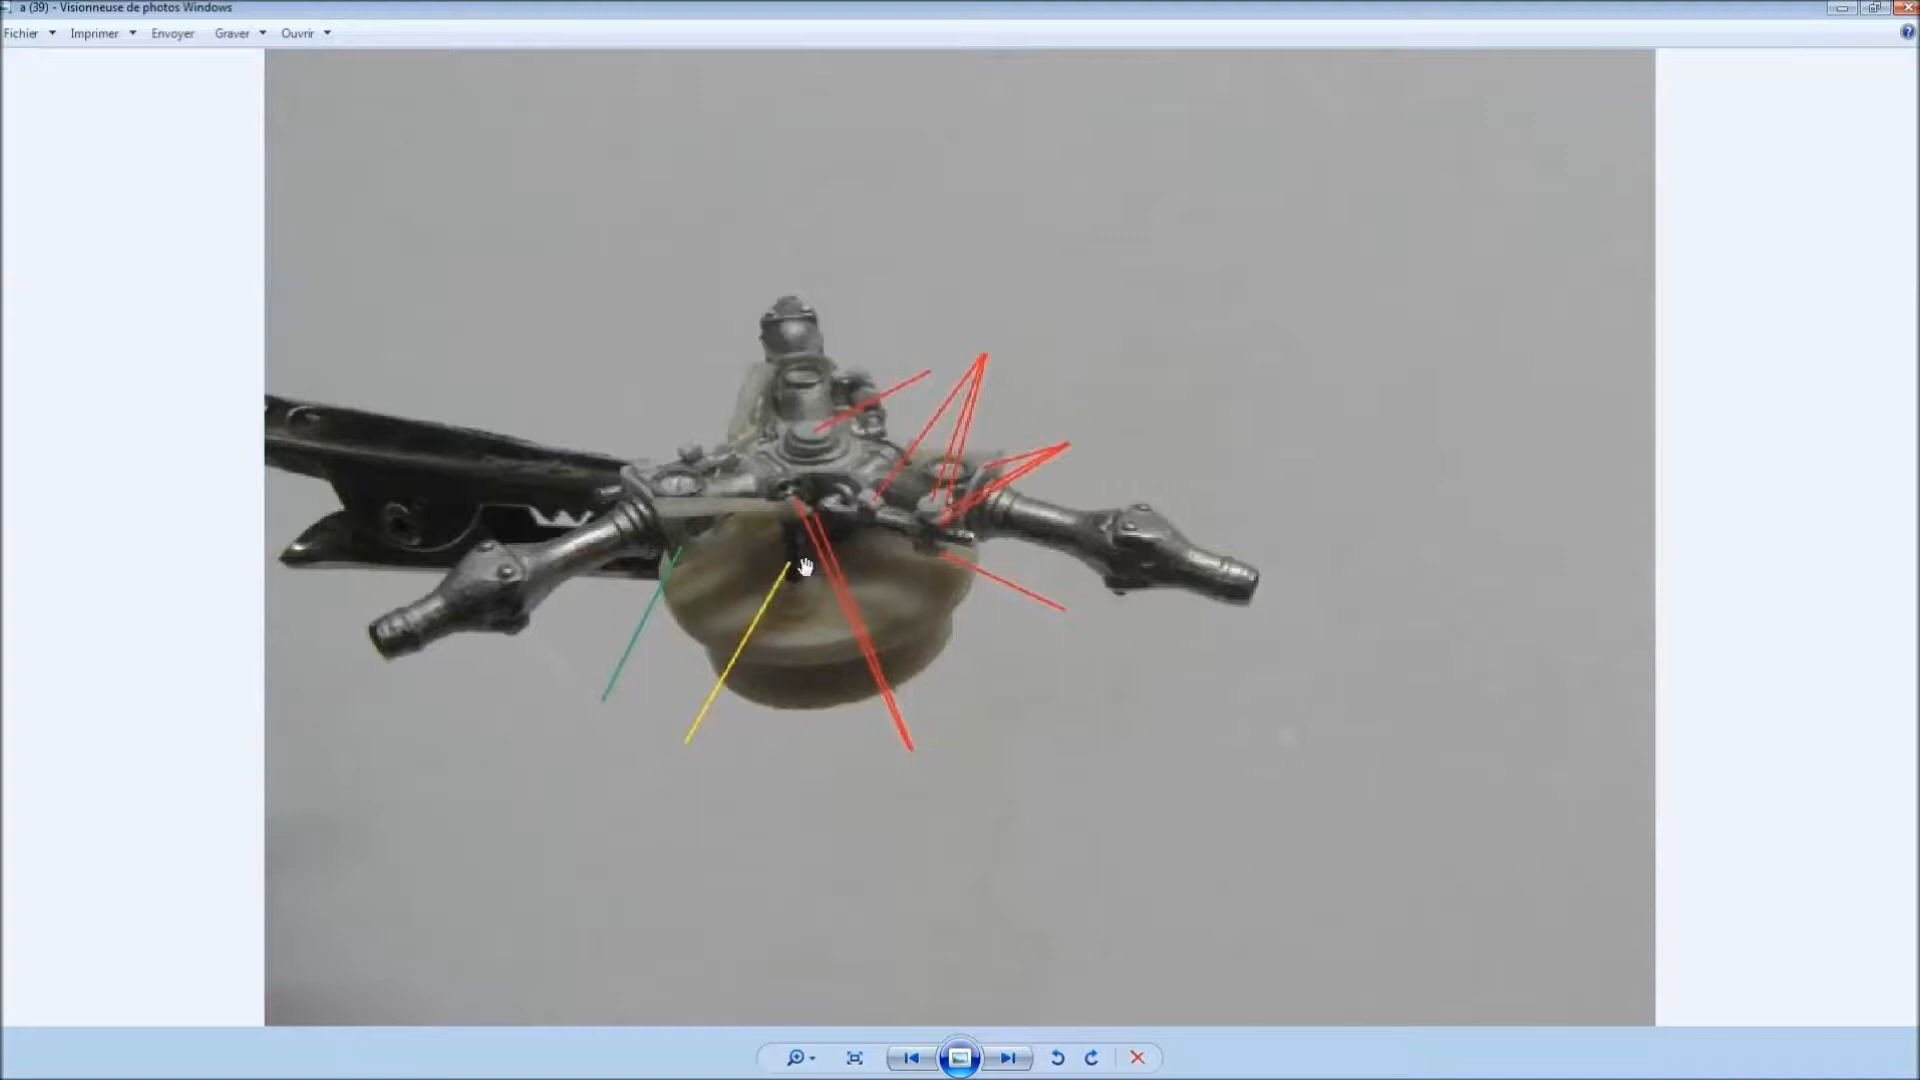 a (39) - Visionneuse de photos Windows
Fichier Imprimer Envoyer Graver Ouvrir